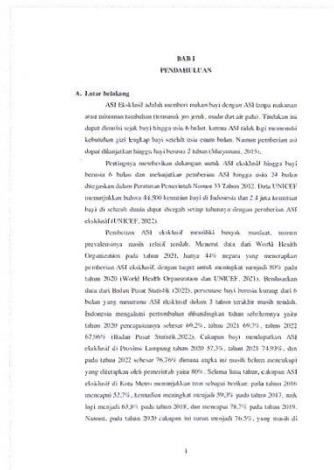 BAB I
PENDAHULUAN
A. Latar belakang
ASI Eksklusif adalah memberi makan bayi dengan ASI tanpa makanan
atau minuman tambahan (termasuk jus jeruk, madu dan air gula). Tindakan ini
dapat dimulai sejak bayi hingga usia 6 bulan, karena ASI tidak lagi memenuhi
kebutuhan gizi lengkap bayi setelah usia enam bulan. Namun pemberian asi
dapat dilanjutkan hingga bayi berusia 2 tahun (Maryunani, 2015).
Pentingnya memberikan dukungan untuk ASI eksklusif hingga bayi
berusia 6 bulan dan melanjutkan pemberian ASI hingga usia 24 bulan
ditegaskan dalam Peraturan Pemerintah Nomor 33 Tahun 2012. Data UNICEF
menunjukkan bahwa 44.500 kematian bayi di Indonesia dan 2.4 juta kematian
bayi di seluruh dunia dapat dicegah setiap tahunnya dengan pemberian ASI
eksklusif (UNICEF, 2022).
Pemberian ASI eksklusif memiliki banyak manfaat, namun
prevalensinya masih relatif rendah. Menurut data dari World Health
Organization pada tahun 2021, hanya 44% negara yang menerapkan
pemberian ASI eksklusif, dengan target untuk meningkat menjadi 80% pada
tahun 2020 (World Health Organization dan UNICEF, 2021). Berdasarkan
data dari Badan Pusat Statistik (2022), persentase bayi berusia kurang dari 6
bulan yang menerima ASI eksklusif dalam 3 tahun terakhir masih rendah.
Indonesia mengalami pertumbuhan dibandingkan tahun sebelumnya yaitu
tahun 2020 pencapaiannya sebesar 69,2%, tahun 2021 69,7%, tahun 2022
67,96% (Badan Pusat Statistik,2022). Cakupan bayi mendapatkan ASI
eksklusif di Provinsi Lampung tahun 2020 57,7%, tahun 2021 74,93%, dan
pada tahun 2022 sebesar 76,76% dimana angka ini masih belum mencukupi
yang ditetapkan oleh pemerintah yaitu 80%. Selama lima tahun, cakupan ASI
eksklusif di Kota Metro menunjukkan tren sebagai berikut: pada tahun 2016
mencapai 52,7%, kemudian meningkat menjadi 59,3% pada tahun 2017, naik
lagi menjadi 63,9% pada tahun 2018, dan mencapai 78,7% pada tahun 2019.
Namun, pada tahun 2020 cakupan ini turun menjadi 76,5%, yang masih di
1